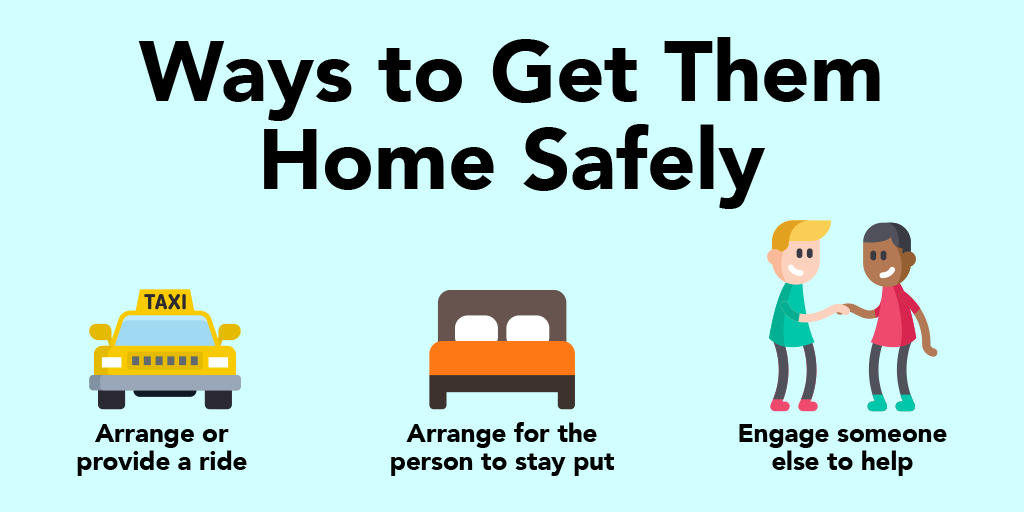 Ways to Get Them
Home Safely
TAXI
Arrange or
provide a ride
Arrange for the
person to stay put
Engage someone
else to help